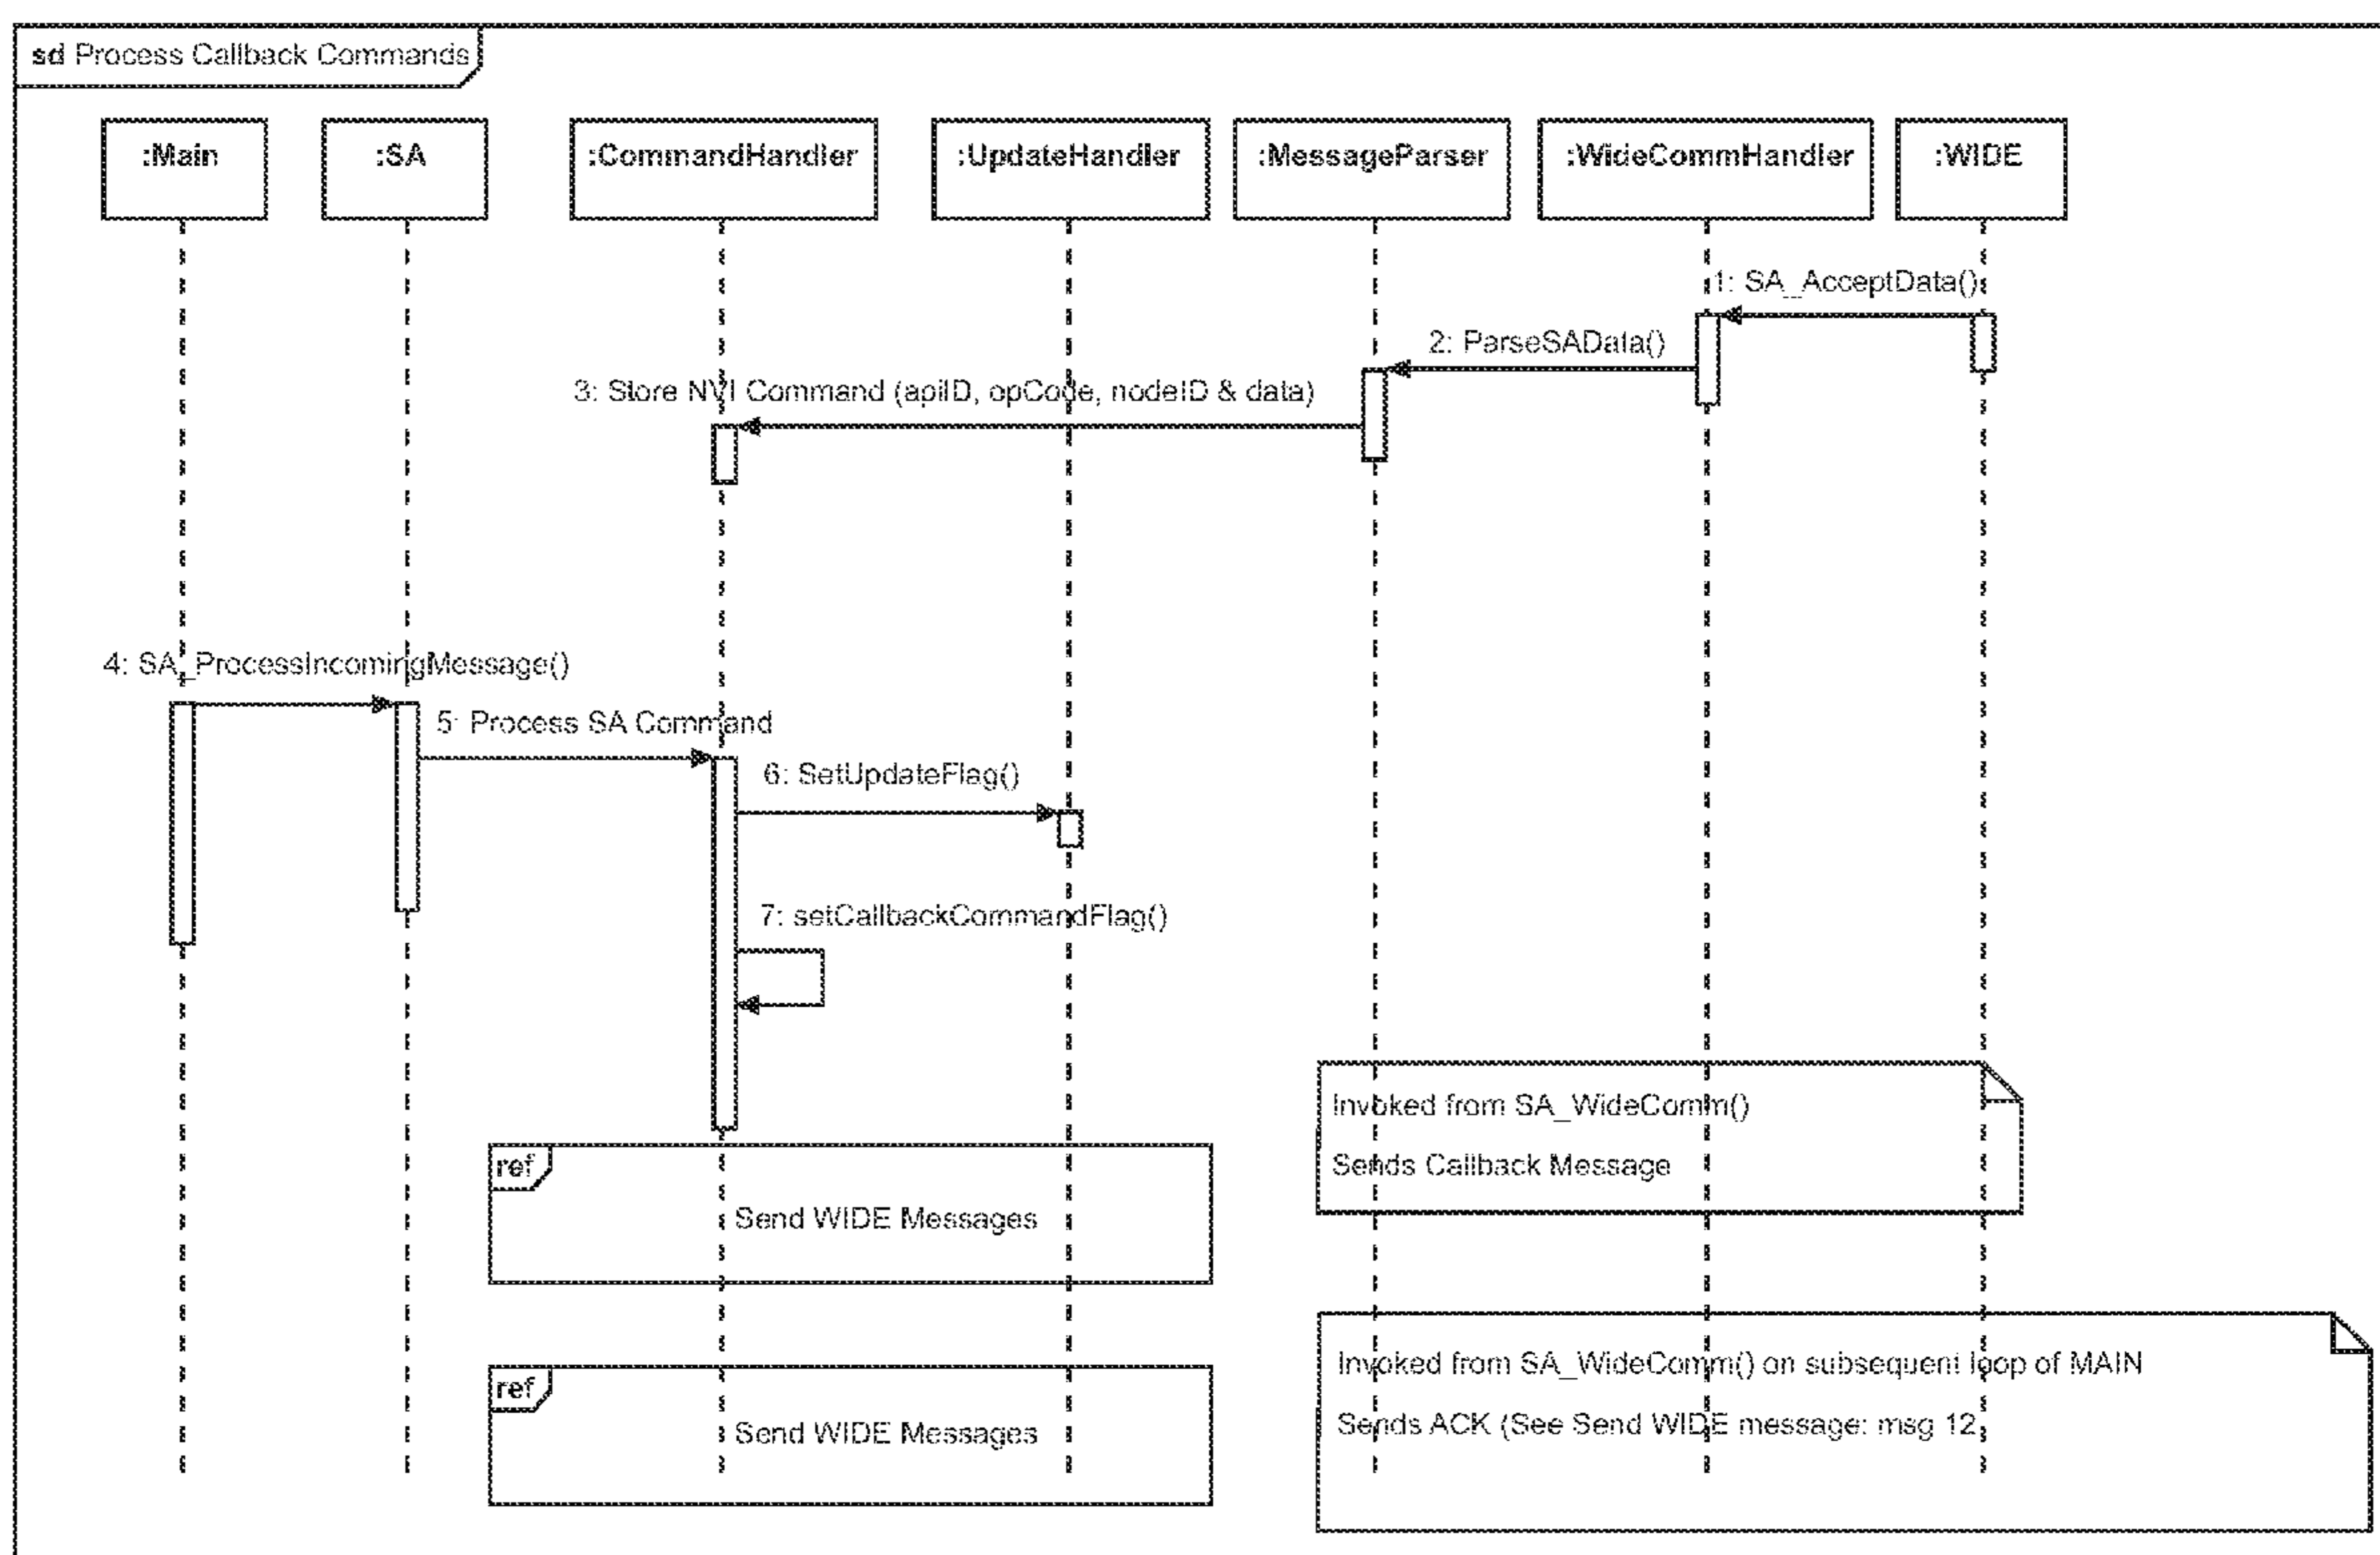 sd Process Callback Commands
:Main :SA :CommandHandler :UpdateHandler :MessageParser :WideCommHandler :WIDE
1: SA_AcceptData()
2: ParseSAData()
3: Store NVI Command (apiID, opCode, nodeID & data)
4: SA_ProcessIncomingMessage()
5: Process SA Command
6: SetUpdateFlag()
7: setCallbackCommandFlag()
Invoked from SA_WideComm()
Sends Callback Message
ref
Send WIDE Messages
Invoked from SA_WideComm() on subsequent loop of MAIN
Sends ACK (See Send WIDE message: msg 12
ref
Send WIDE Messages